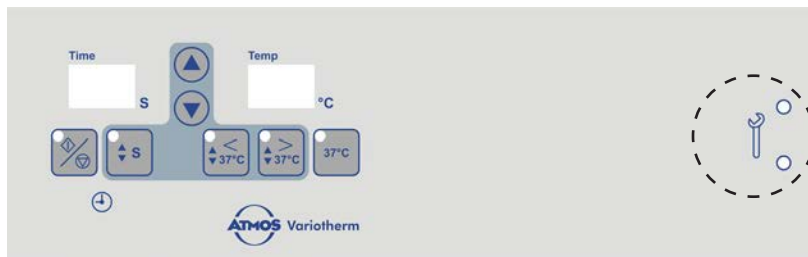 Time Temp
S °C
S < 37°C > 37°C 37°C
ATMOS Variotherm